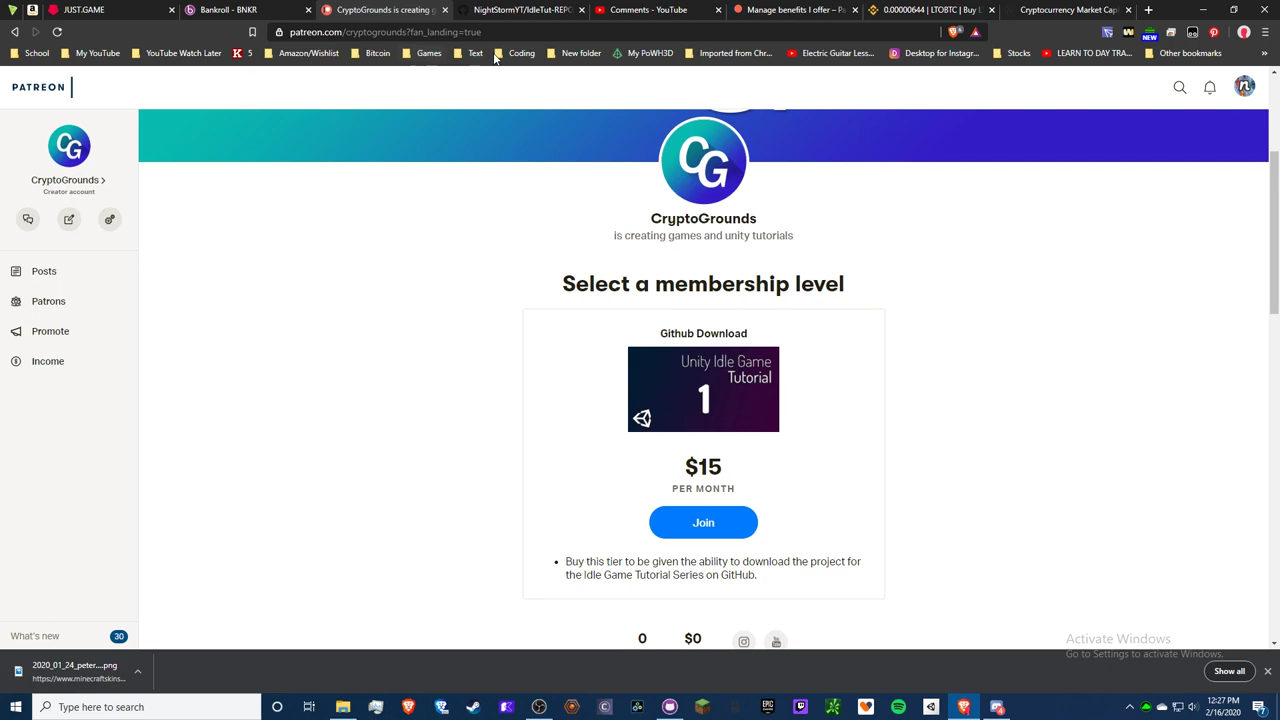 JUST.GAME
Bankroll - BNKR
CryptoGrounds is creating g
NightStormYT/IdleTut-REPC
Comments - YouTube
Manage benefits I offer – Pa
0.00000644 | LTOBTC | Buy L
Cryptocurrency Market Capi
patreon.com/cryptogrounds?fan_landing=true
NEW
School
My YouTube
YouTube Watch Later
K 5
Amazon/Wishlist
Bitcoin
Games
Text
Coding
New folder
My PoWH3D
Imported from Chr...
Electric Guitar Less...
Desktop for Instagr...
Stocks
LEARN TO DAY TRA...
Other bookmarks
PATREON
CG
CryptoGrounds
Creator account
Posts
Patrons
Promote
Income
What's new
30
CG
CryptoGrounds
is creating games and unity tutorials
Select a membership level
Github Download
Unity Idle Game
Tutorial
1
$15
PER MONTH
Join
• Buy this tier to be given the ability to download the project for
the Idle Game Tutorial Series on GitHub.
0
$0
Activate Windows
Go to Settings to activate Windows.
2020_01_24_peter....png
https://www.minecraftskins...
Show all
Type here to search
12:27 PM
2/16/2020